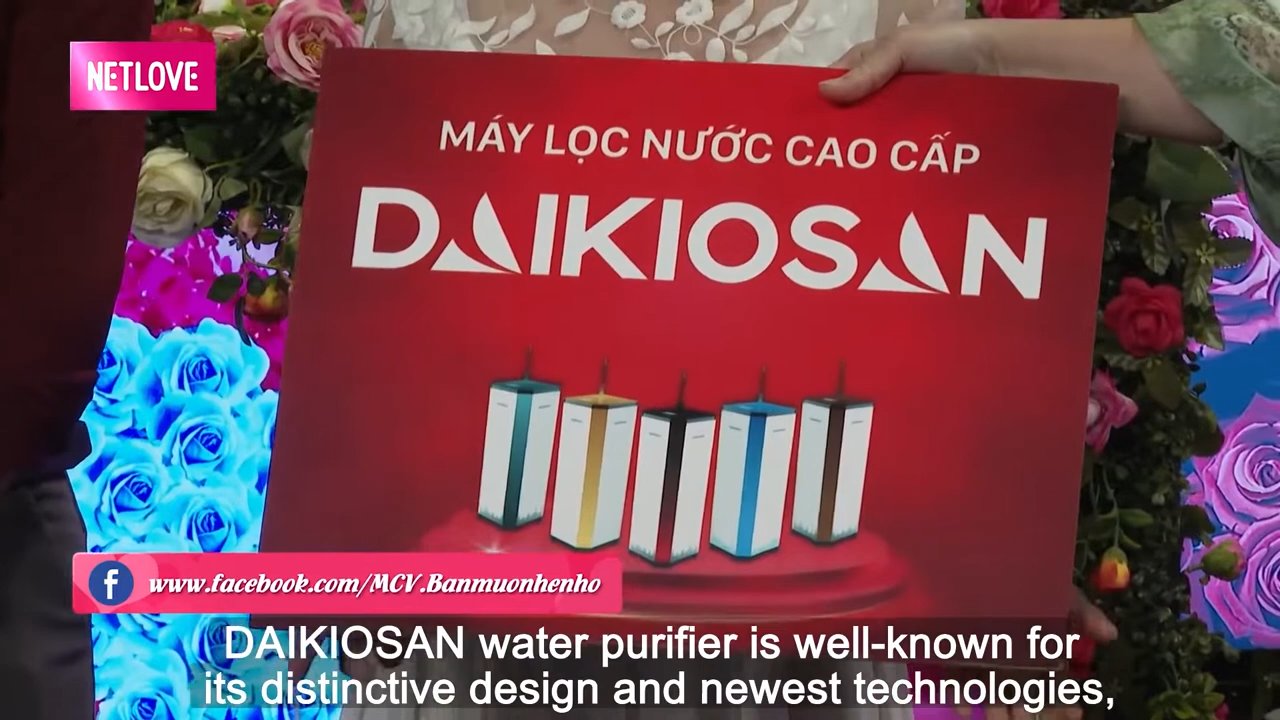 NETLOVE
MÁY LỌC NƯỚC CAO CẤP
DAIKIOSAN
www.facebook.com/MCV.Banmuonhenho
DAIKIOSAN water purifier is well-known for
its distinctive design and newest technologies,